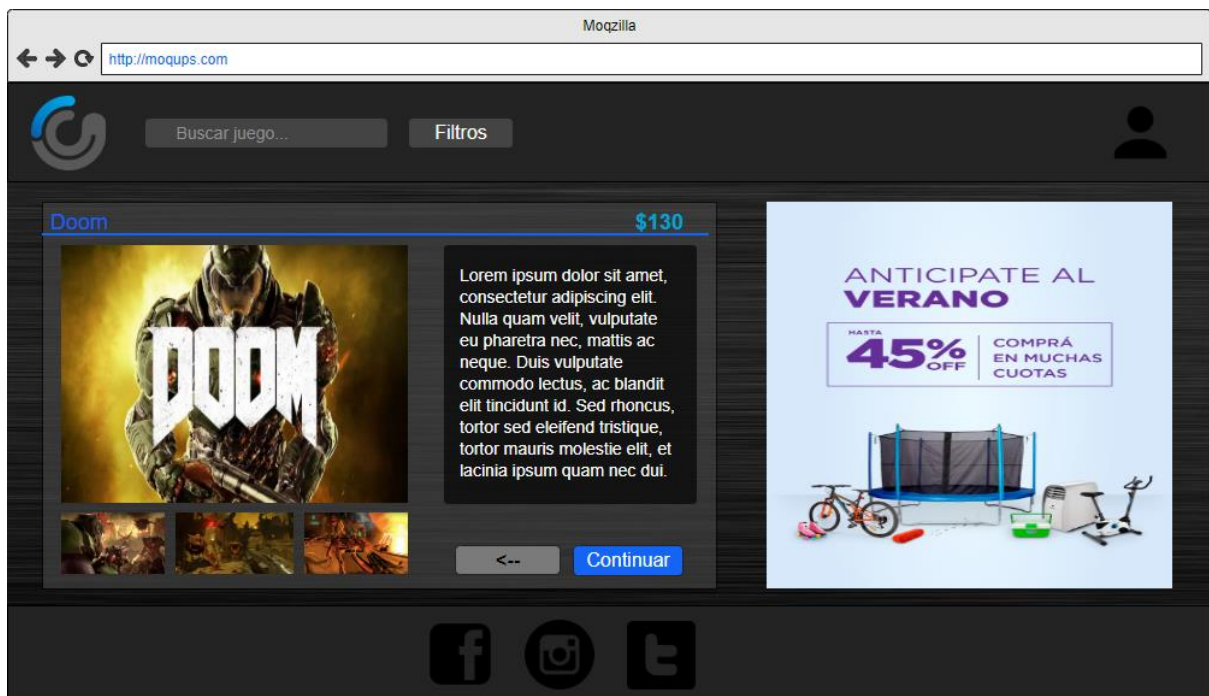 Moqzilla
http://moqups.com
Buscar juego...
Filtros
Doom
$130
DOOM
Lorem ipsum dolor sit amet,
consectetur adipiscing elit.
Nulla quam velit, vulputate
eu pharetra nec, mattis ac
neque. Duis vulputate
commodo lectus, ac blandit
elit tincidunt id. Sed rhoncus,
tortor sed eleifend tristique,
tortor mauris molestie elit, et
lacinia ipsum quam nec dui.
<--
Continuar
ANTICIPATE AL
VERANO
HASTA
45% OFF
COMPRÁ
EN MUCHAS
CUOTAS